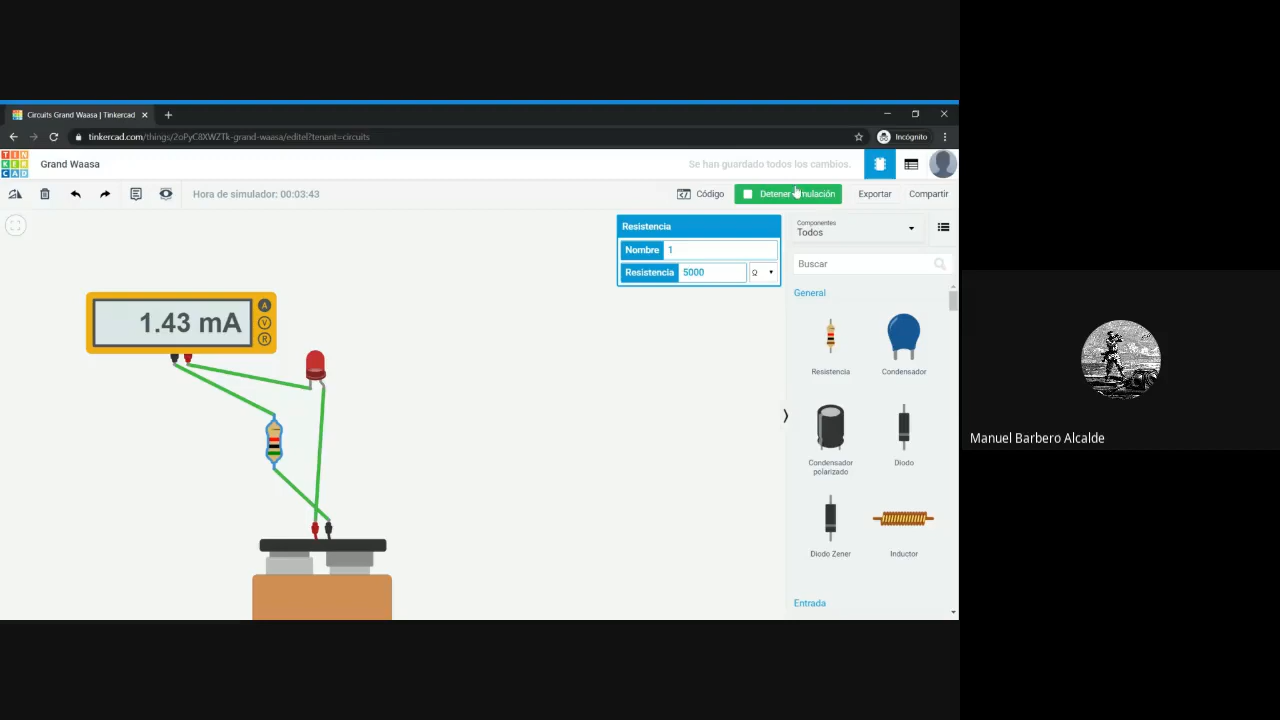 Circuits Grand Waasa | Tinkercad
tinkercad.com/things/2oPyC8XWZTk-grand-waasa/editel?tenant=circuits
Incógnito
TIN
KER
CAD
Grand Waasa
Se han guardado todos los cambios.
Hora de simulador: 00:03:43
Código
Detener simulación
Exportar
Compartir
Resistencia
Nombre 1
Resistencia 5000 Ω
Componentes
Todos
Buscar
General
Resistencia
Condensador
Condensador
polarizado
Diodo
Diodo Zener
Inductor
Entrada
1.43 mA
A
V
R
Manuel Barbero Alcalde